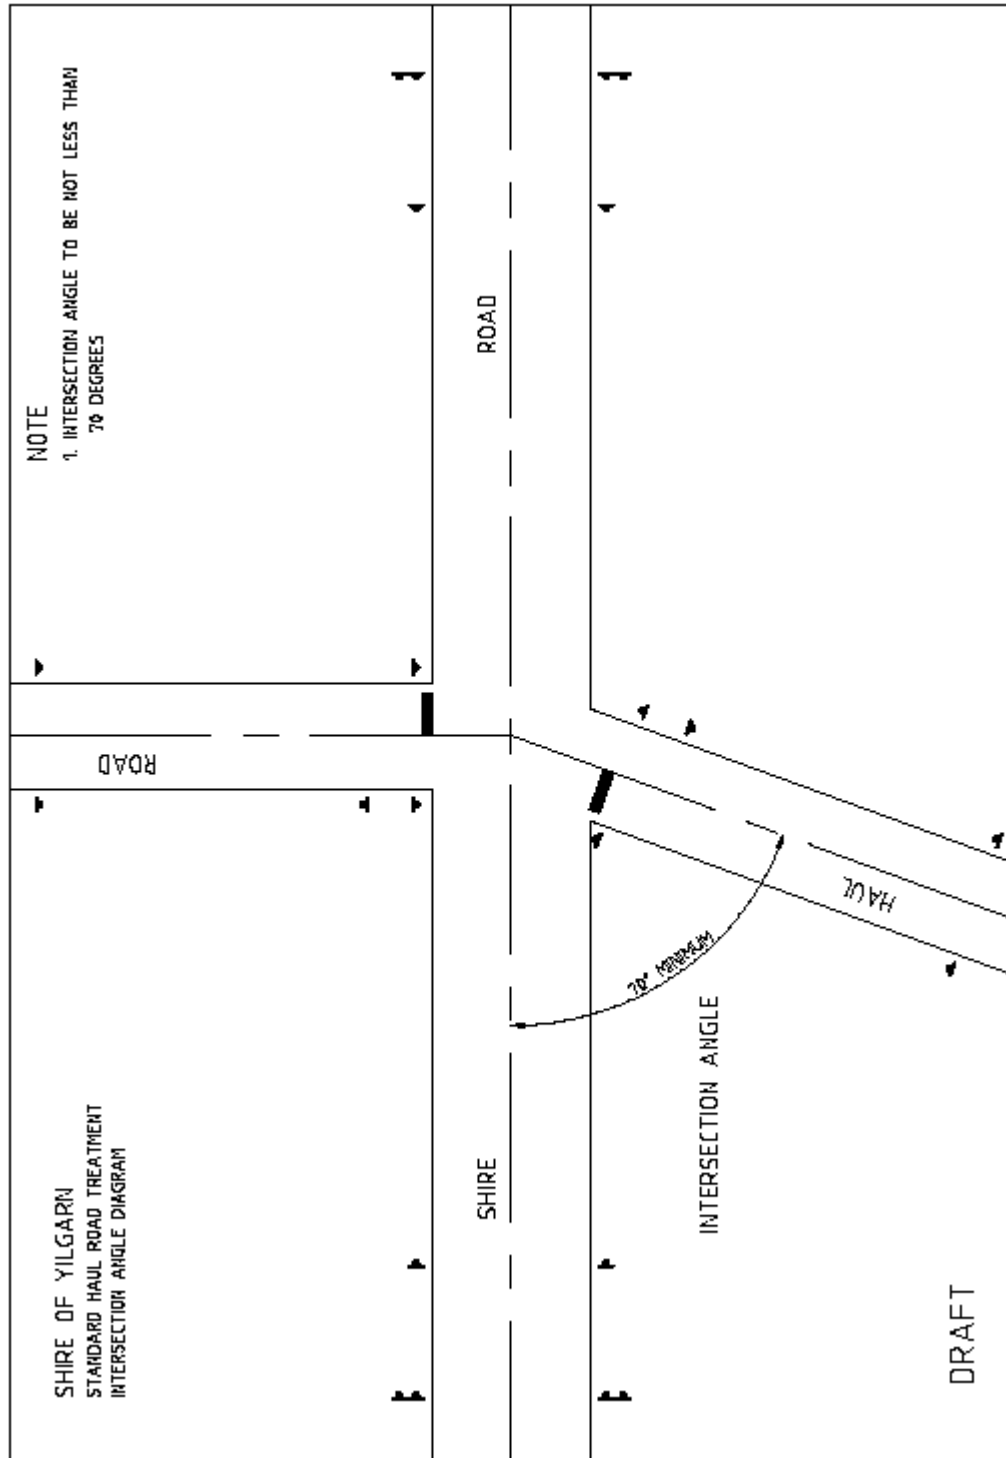 SHIRE OF YILGARN
STANDARD HAUL ROAD TREATMENT
INTERSECTION ANGLE DIAGRAM
NOTE
1. INTERSECTION ANGLE TO BE NOT LESS THAN
70 DEGREES
ROAD
SHIRE
ROAD
70° MINIMUM
HAUL
INTERSECTION ANGLE
DRAFT